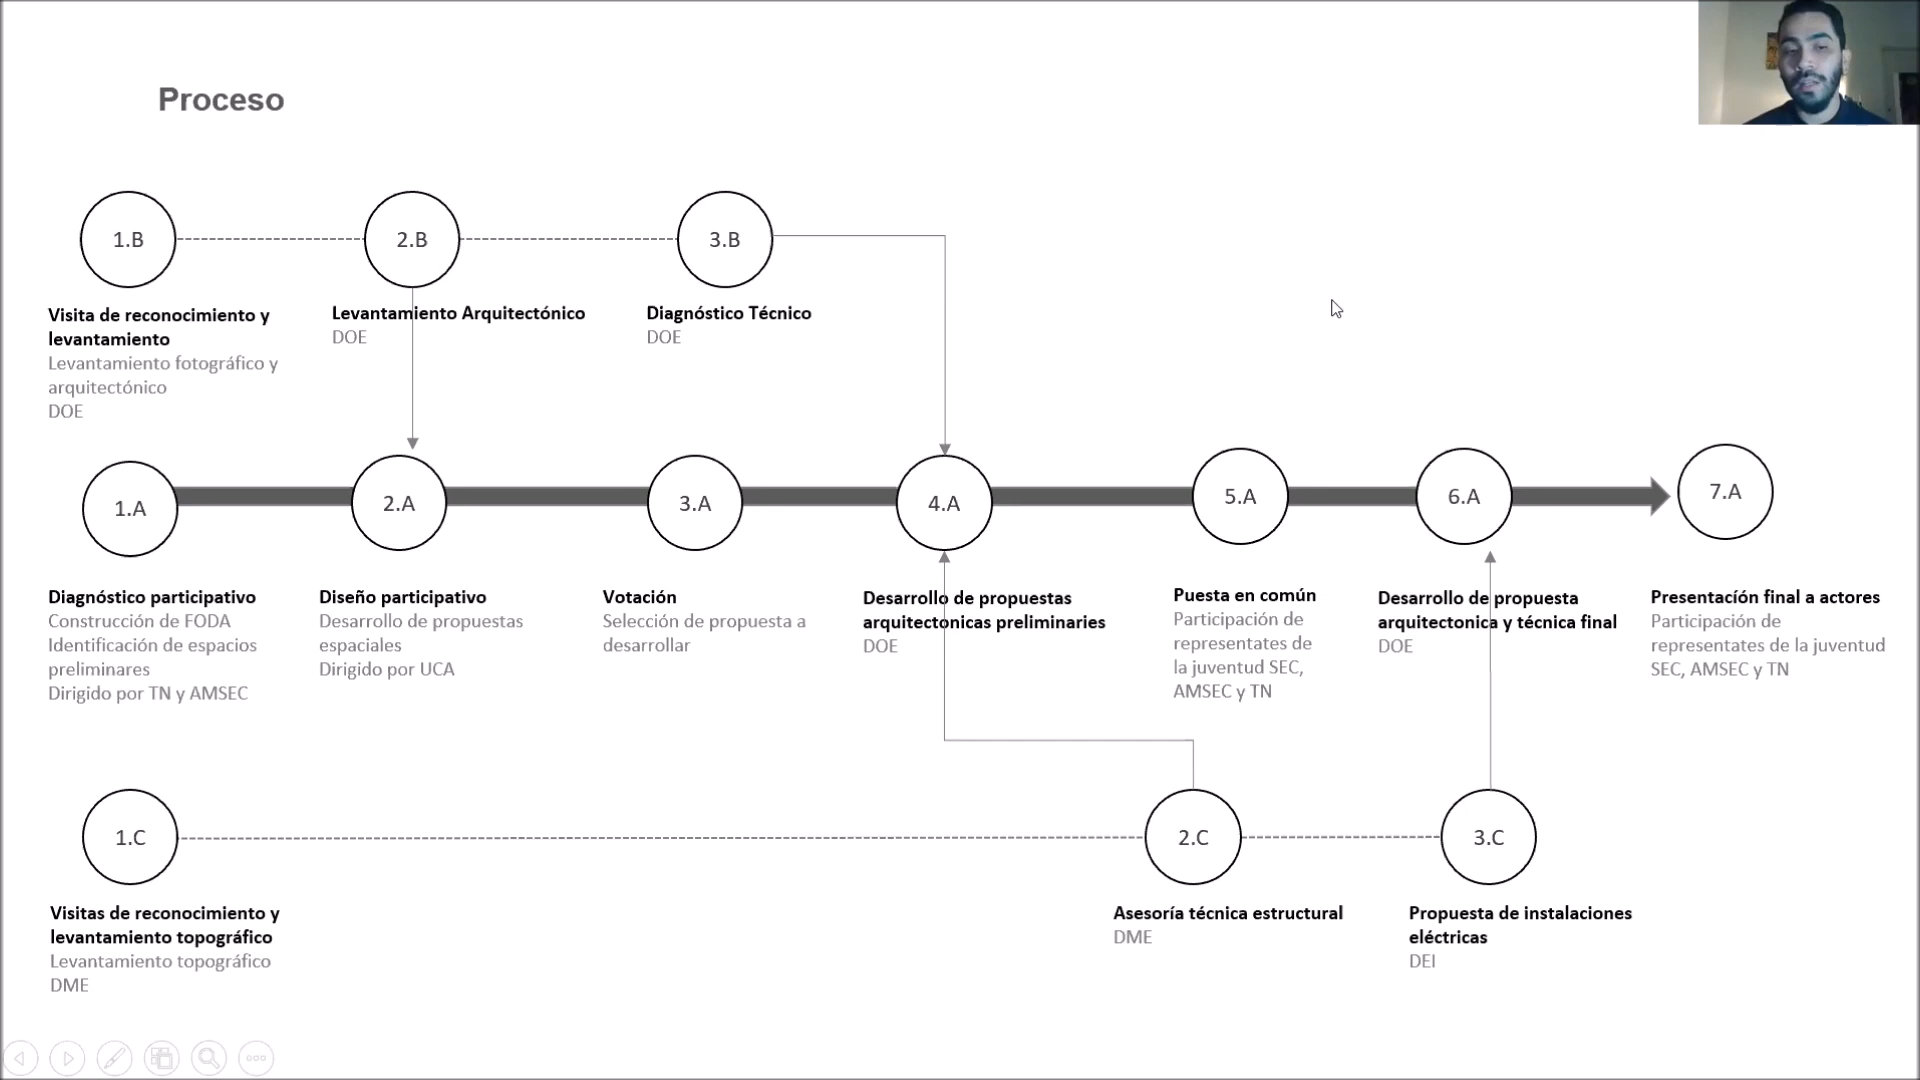 Proceso
1.B
2.B
3.B
Visita de reconocimiento y
levantamiento
Levantamiento fotográfico y
arquitectónico
DOE
Levantamiento Arquitectónico
DOE
Diagnóstico Técnico
DOE
1.A
2.A
3.A
4.A
5.A
6.A
7.A
Diagnóstico participativo
Construcción de FODA
Identificación de espacios
preliminares
Dirigido por TN y AMSEC
Diseño participativo
Desarrollo de propuestas
espaciales
Dirigido por UCA
Votación
Selección de propuesta a
desarrollar
Desarrollo de propuestas
arquitectonicas preliminaries
DOE
Puesta en común
Participación de
representates de
la juventud SEC,
AMSEC y TN
Desarrollo de propuesta
arquitectonica y técnica final
DOE
Presentacíón final a actores
Participación de
representates de la juventud
SEC, AMSEC y TN
1.C
2.C
3.C
Visitas de reconocimiento y
levantamiento topográfico
Levantamiento topográfico
DME
Asesoría técnica estructural
DME
Propuesta de instalaciones
eléctricas
DEI